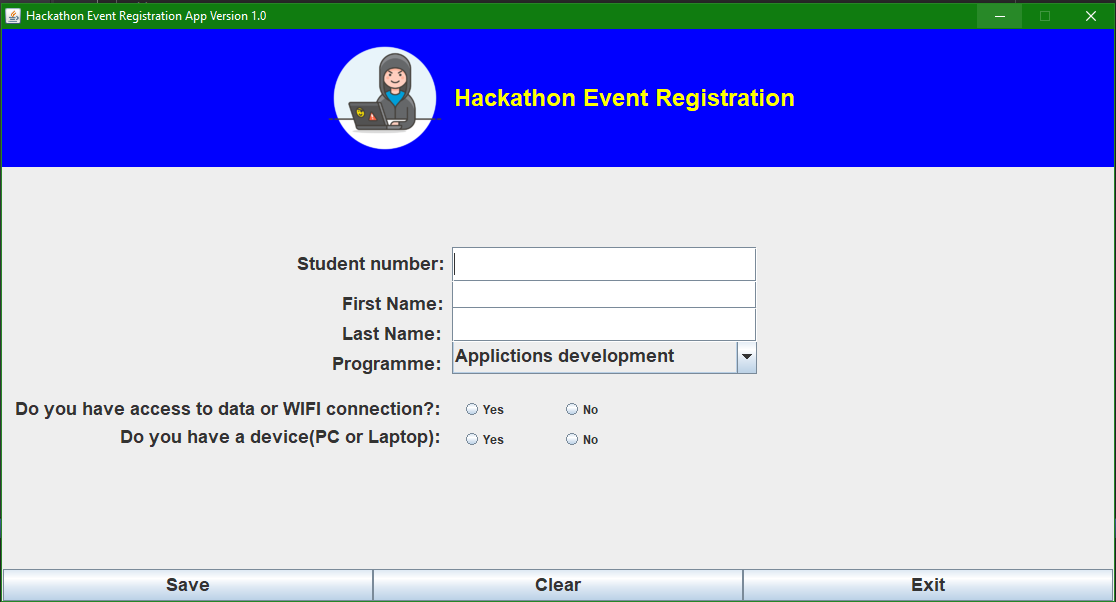 Hackathon Event Registration App Version 1.0
Hackathon Event Registration
Student number:
First Name:
Last Name:
Programme: Applictions development
Do you have access to data or WIFI connection?: Yes No
Do you have a device(PC or Laptop): Yes No
Save Clear Exit